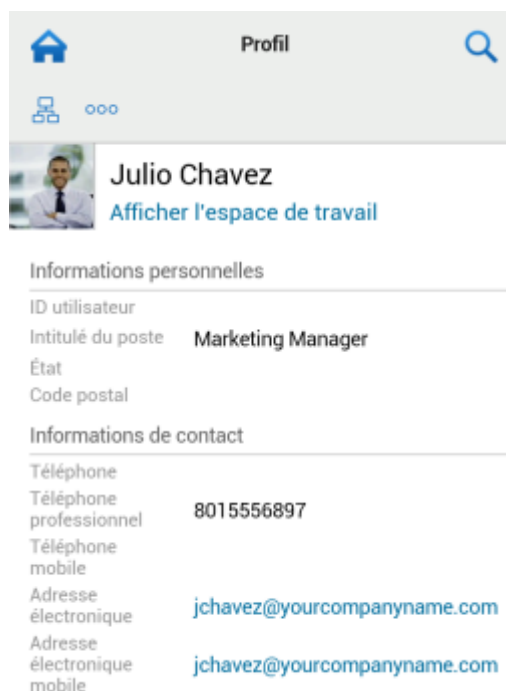 Profil
ooo
Julio Chavez
Afficher l'espace de travail
Informations personnelles
ID utilisateur
Intitulé du poste Marketing Manager
État
Code postal
Informations de contact
Téléphone
Téléphone
professionnel 8015556897
Téléphone
mobile
Adresse
électronique jchavez@yourcompanyname.com
Adresse
électronique jchavez@yourcompanyname.com
mobile